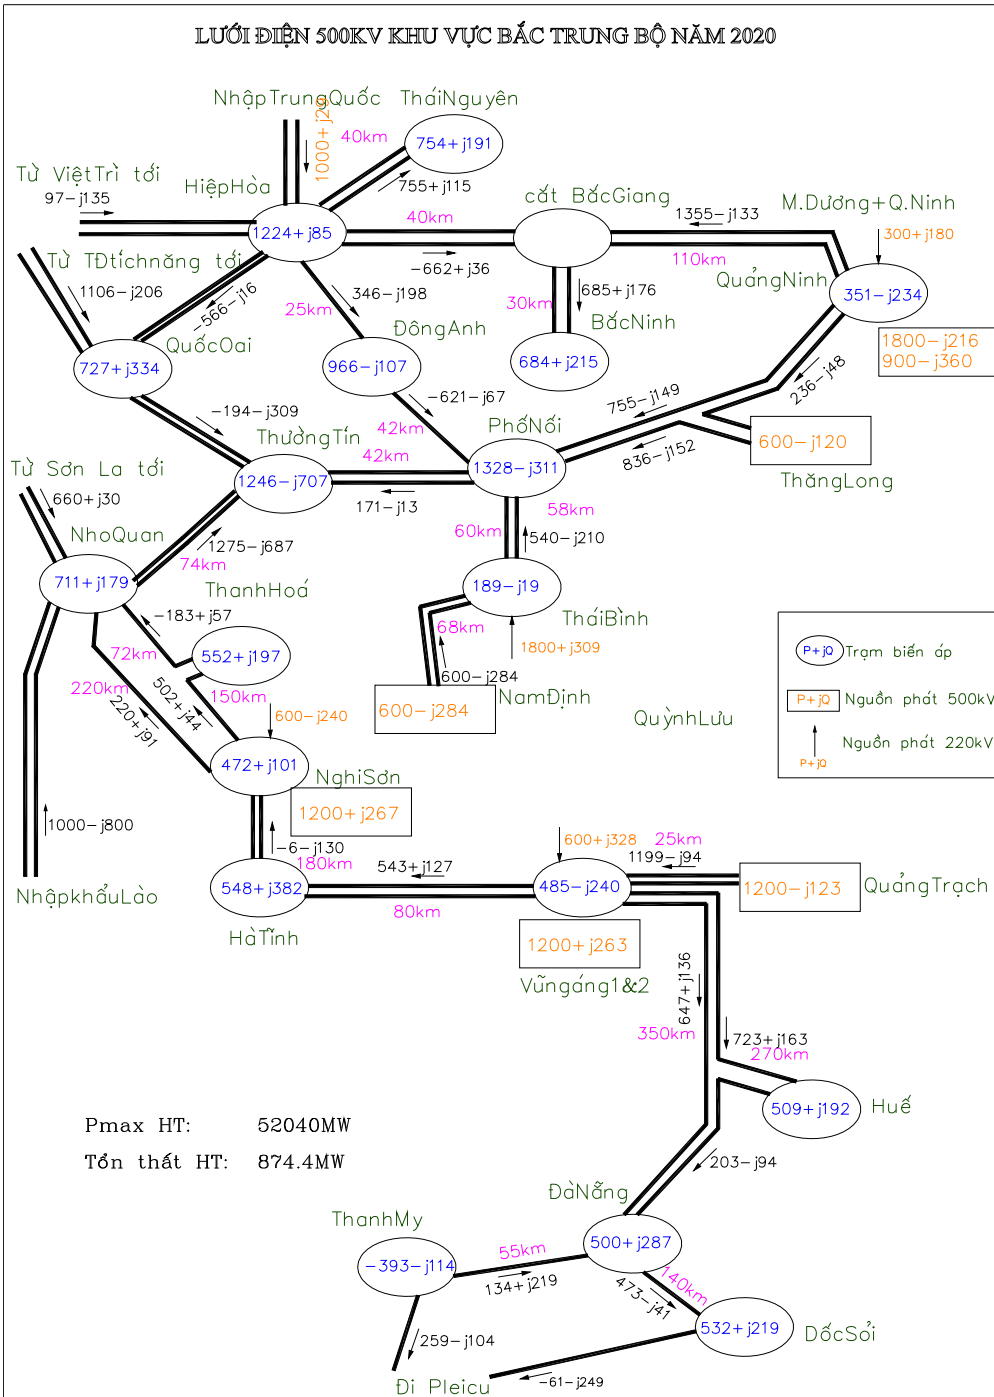 LƯỚI ĐIỆN 500KV KHU VỰC BẮC TRUNG BỘ NĂM 2020
NhậpTrungQuốc
TháiNguyên
1000+j29
40km
754+j191
755+j115
Từ ViệtTrì tới
97-j135
HiệpHòa
1224+j85
40km
-662+j36
cắt BắcGiang
1355-j133
110km
M.Dương+Q.Ninh
300+j180
QuảngNinh
351-j234
1800-j216
900-j360
Từ TĐtíchnăng tới
1106-j206
-566-j16
25km
346-j198
30km
685+j176
BắcNinh
684+j215
QuốcOai
727+j334
ĐôngAnh
966-j107
-621-j67
42km
755-j149
236-j48
836-j152
600-j120
ThăngLong
-194-j309
ThườngTín
1246-j707
42km
171-j13
PhốNối
1328-j311
58km
60km
540-j210
Từ Sơn La tới
660+j30
NhoQuan
711+j179
1275-j687
74km
ThanhHoá
-183+j57
552+j197
72km
220km
150km
502+j44
220+j91
189-j19
TháiBình
68km
1800+j309
600-j284
600-j284
NamĐịnh
QuỳnhLưu
P+jQ
Trạm biến áp
P+jQ
Nguồn phát 500kV
P+jQ
Nguồn phát 220kV
600-j240
472+j101
NghiSơn
1200+j267
1000-j800
NhậpkhẩuLào
-6-j130
180km
548+j382
HàTĩnh
543+j127
80km
600+j328
485-j240
25km
1199-j94
1200-j123
QuảngTrạch
1200+j263
Vũngáng1&2
647+j136
350km
723+j163
270km
509+j192
Huế
Pmax HT: 52040MW
Tổn thất HT: 874.4MW
203-j94
ĐàNẵng
500+j287
ThanhMy
-393-j114
55km
134+j219
140km
473-j41
532+j219
DốcSỏi
259-j104
-61-j249
Đi Pleicu